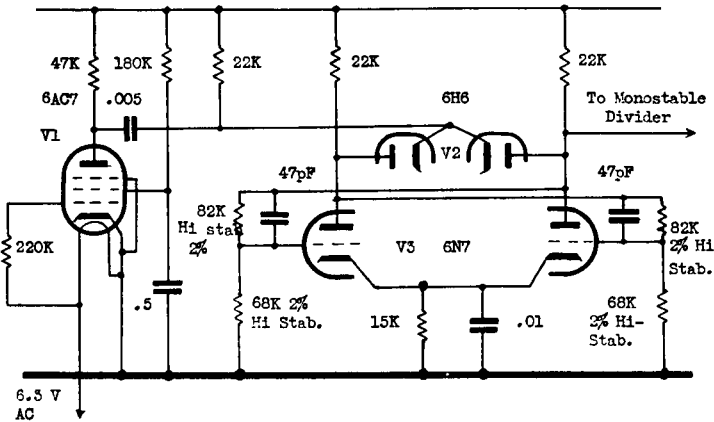 47K
180K
22K
22K
22K
6AC7
.005
6H6
To Monostable
Divider
V1
V2
47pF
47pF
82K
Hi stab
2%
82K
2% Hi
Stab.
220K
V3
6N7
.5
68K 2%
Hi Stab.
15K
.01
68K
2% Hi-
Stab.
6.3 V
AC